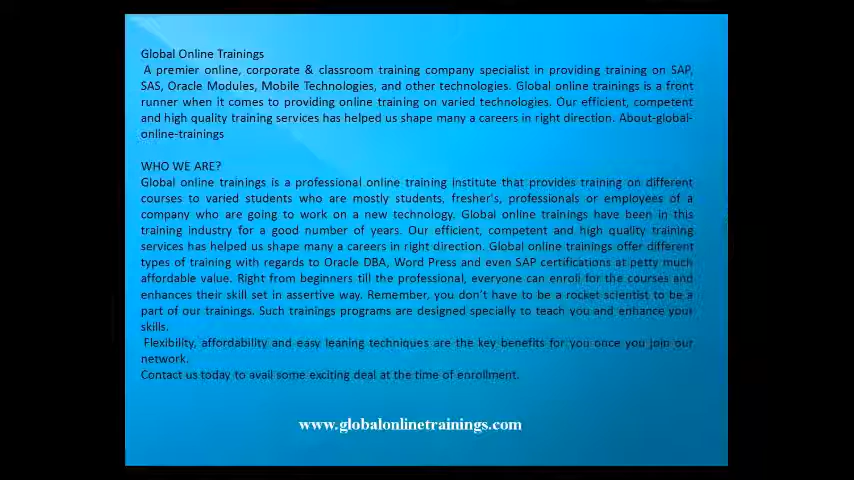 Global Online Trainings
A premier online, corporate & classroom training company specialist in providing training on SAP,
SAS, Oracle Modules, Mobile Technologies, and other technologies. Global online trainings is a front
runner when it comes to providing online training on varied technologies. Our efficient, competent
and high quality training services has helped us shape many a careers in right direction. About-global-
online-trainings
WHO WE ARE?
Global online trainings is a professional online training institute that provides training on different
courses to varied students who are mostly students, fresher's, professionals or employees of a
company who are going to work on a new technology. Global online trainings have been in this
training industry for a good number of years. Our efficient, competent and high quality training
services has helped us shape many a careers in right direction. Global online trainings offer different
types of training with regards to Oracle DBA, Word Press and even SAP certifications at petty much
affordable value. Right from beginners till the professional, everyone can enroll for the courses and
enhances their skill set in assertive way. Remember, you don't have to be a rocket scientist to be a
part of our trainings. Such trainings programs are designed specially to teach you and enhance your
skills.
Flexibility, affordability and easy leaning techniques are the key benefits for you once you join our
network.
Contact us today to avail some exciting deal at the time of enrollment.
www.globalonlinetrainings.com